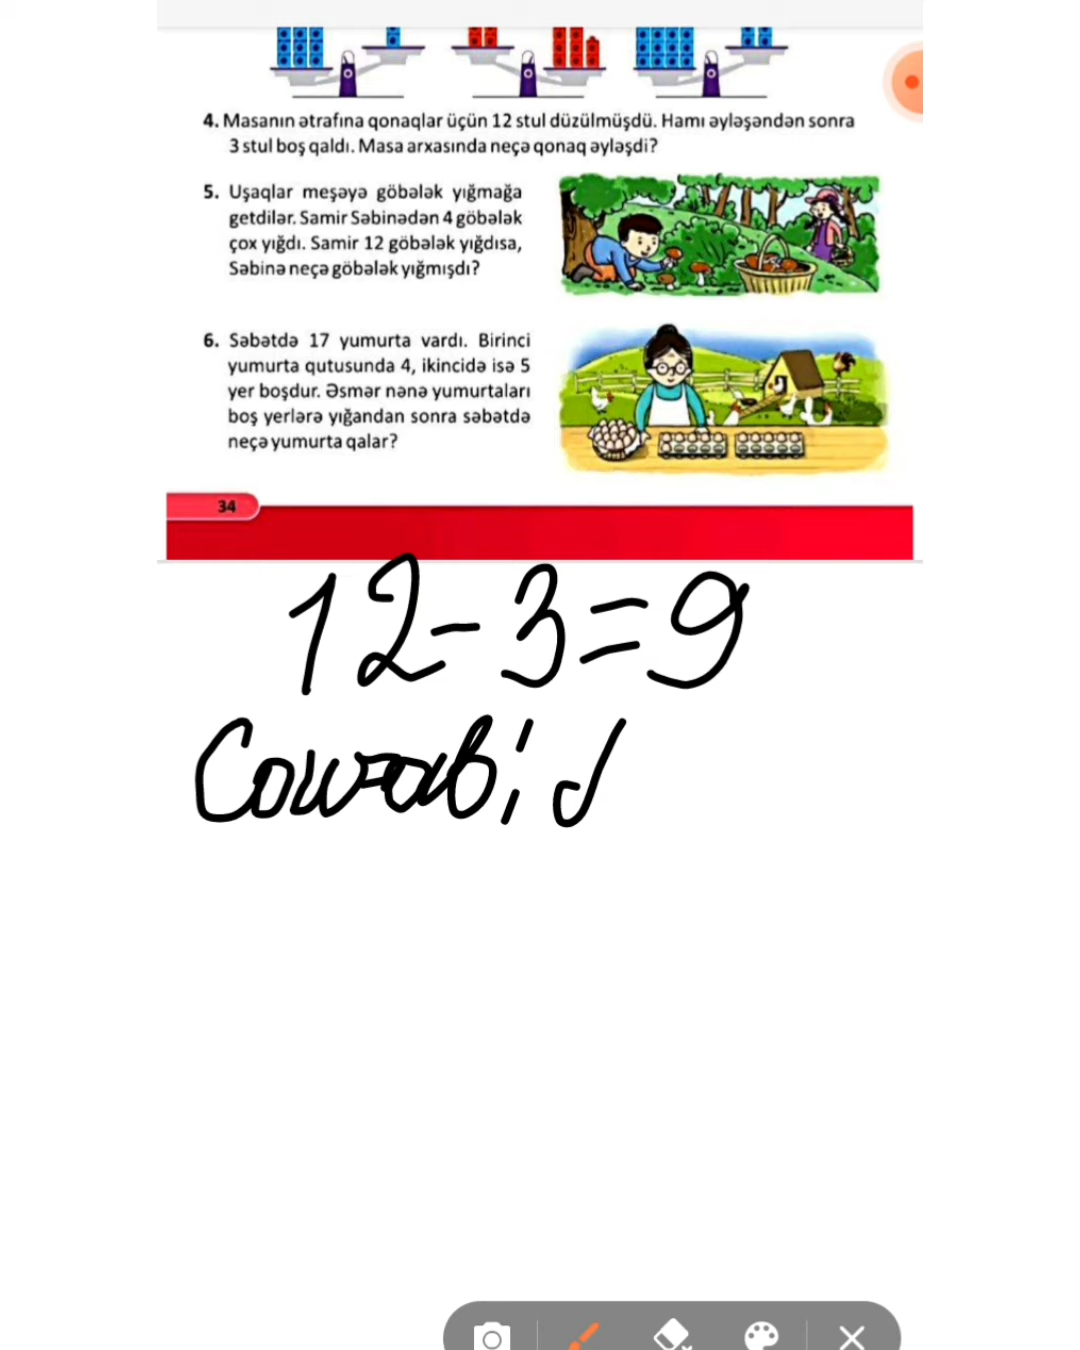 4. Masanın ətrafına qonaqlar üçün 12 stul düzülmüşdü. Hamı əyləşəndən sonra
3 stul boş qaldı. Masa arxasında neçə qonaq əyləşdi?
5. Uşaqlar meşəyə göbələk yığmağa
getdilər. Samir Səbinədən 4 göbələk
çox yığdı. Samir 12 göbələk yığdısa,
Səbinə neçə göbələk yığmışdı?
6. Səbətdə 17 yumurta vardı. Birinci
yumurta qutusunda 4, ikincidə isə 5
yer boşdur. Əsmər nənə yumurtaları
boş yerlərə yığandan sonra səbətdə
neçə yumurta qalar?
34
12-3=9